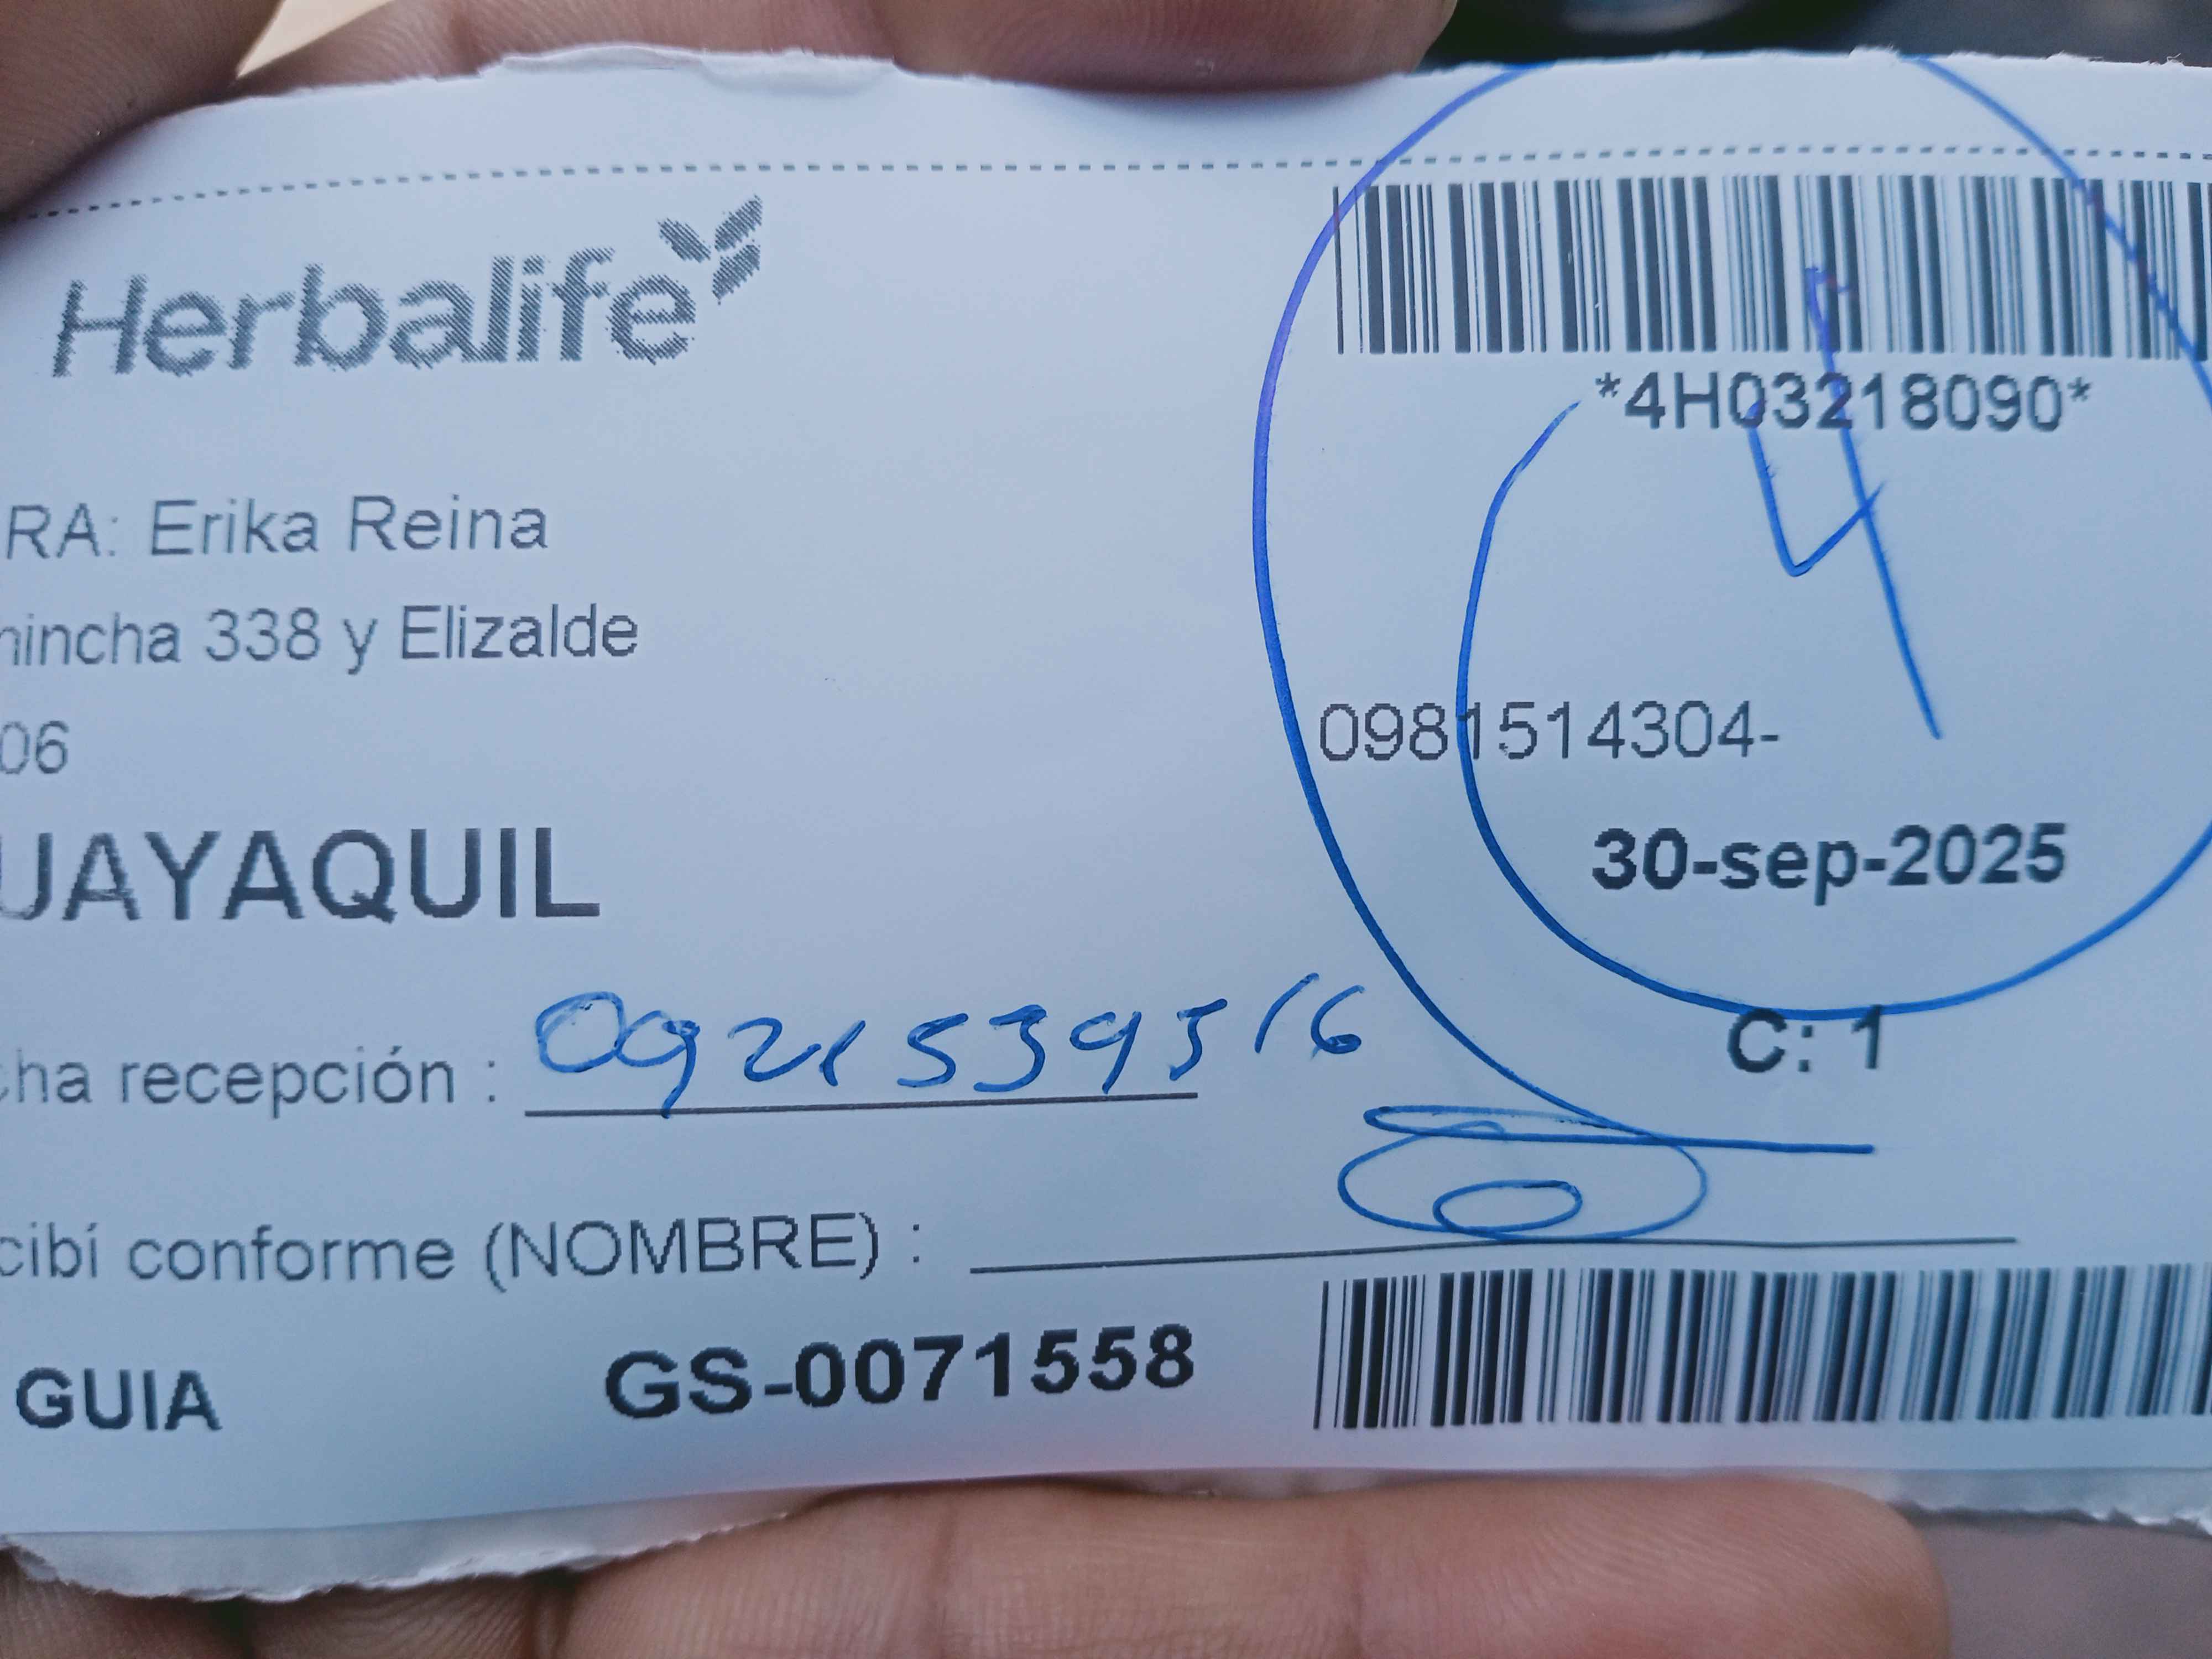 Herbalife
*4H03218090*
4
RA: Erika Reina
hincha 338 y Elizalde
06
0981514304-
UAYAQUIL
30-sep-2025
C: 1
cha recepción :
cibí conforme (NOMBRE) :
GUIA GS-0071558